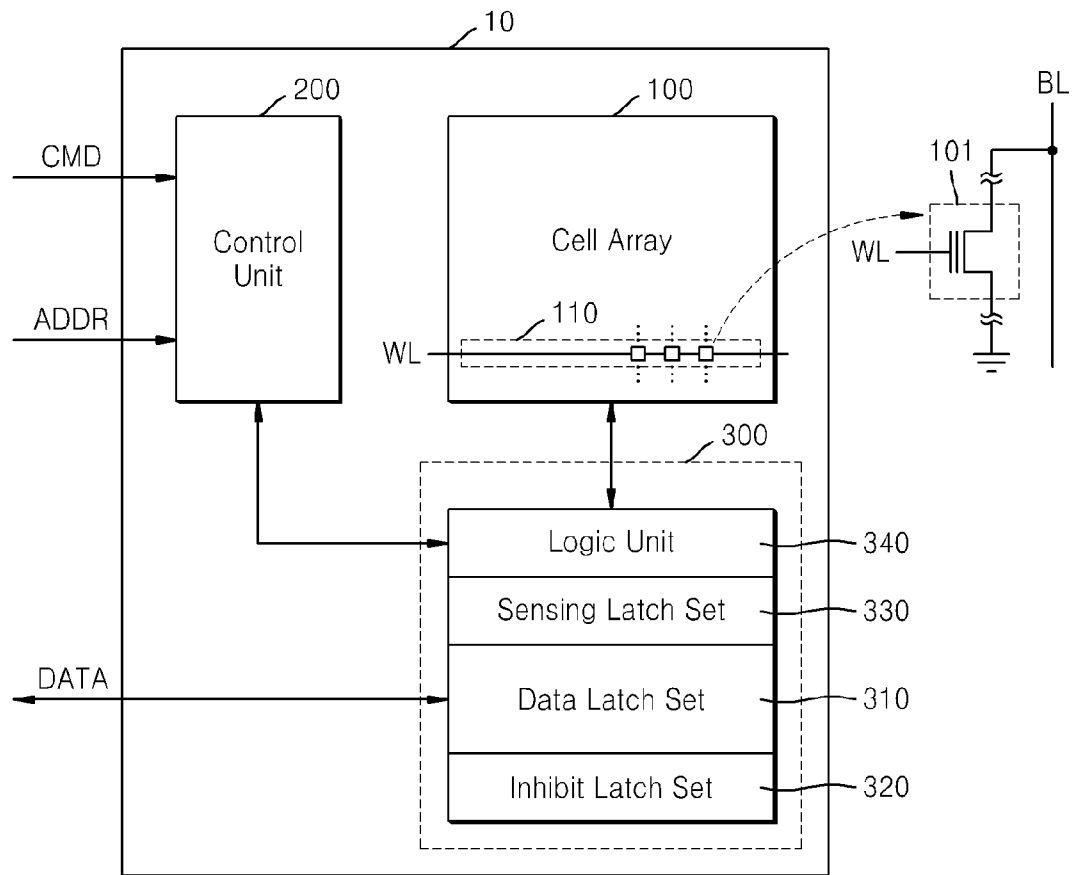 10
200
100
BL
CMD
101
Control
Unit
Cell Array
WL
ADDR
110
WL
300
Logic Unit
340
Sensing Latch Set
330
DATA
Data Latch Set
310
Inhibit Latch Set
320